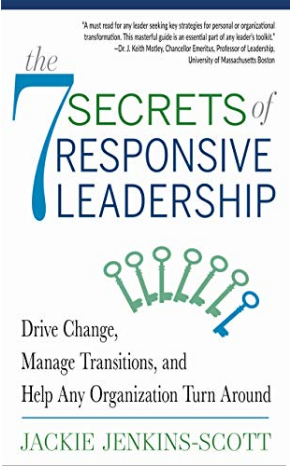 "A must read for any leader seeking key strategies for personal or organizational
transformation. This masterful guide is an essential part of any leader's toolkit."
—Dr. J. Keith Motley, Chancellor Emeritus, Professor of Leadership,
University of Massachusetts Boston
the
7 SECRETS of
RESPONSIVE
LEADERSHIP
Drive Change,
Manage Transitions, and
Help Any Organization Turn Around
JACKIE JENKINS-SCOTT